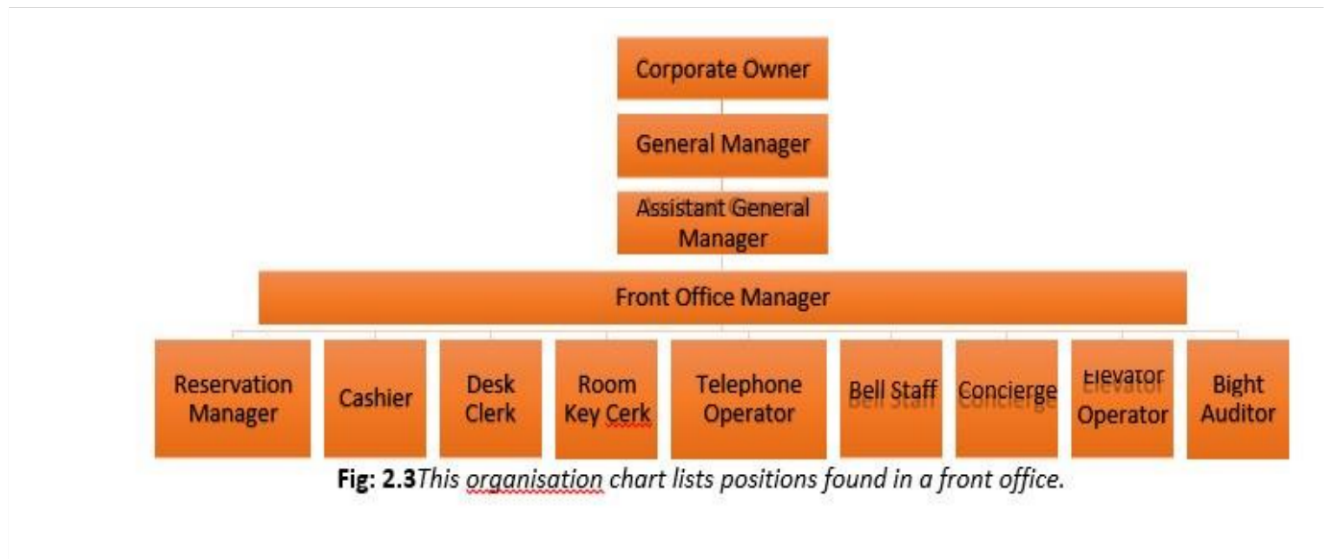 Corporate Owner
General Manager
Assistant General
Manager
Front Office Manager
Reservation
Manager
Cashier
Desk
Clerk
Room
Key Cerk
Telephone
Operator
Bell Staff
Concierge
Elevator
Operator
Bight
Auditor
Fig: 2.3This organisation chart lists positions found in a front office.